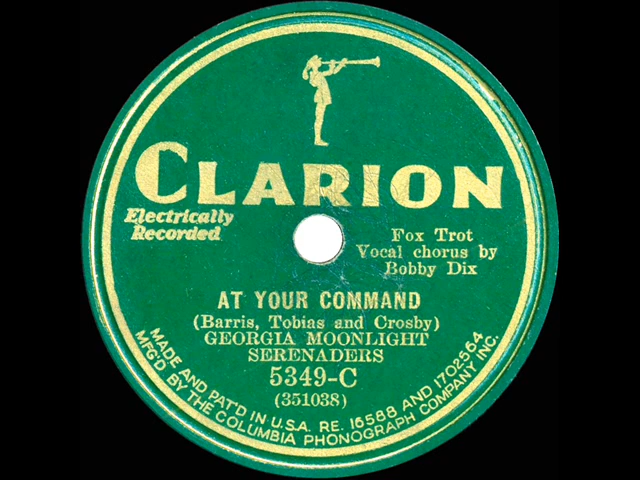 CLARION
Electrically
Recorded
Fox Trot
Vocal chorus by
Bobby Dix
AT YOUR COMMAND
(Barris, Tobias and Crosby)
GEORGIA MOONLIGHT
SERENADERS
5349-C
(351038)
MADE AND PAT'D IN U.S.A. RE. 16588 AND 1702564
MFG'D BY THE COLUMBIA PHONOGRAPH COMPANY INC.